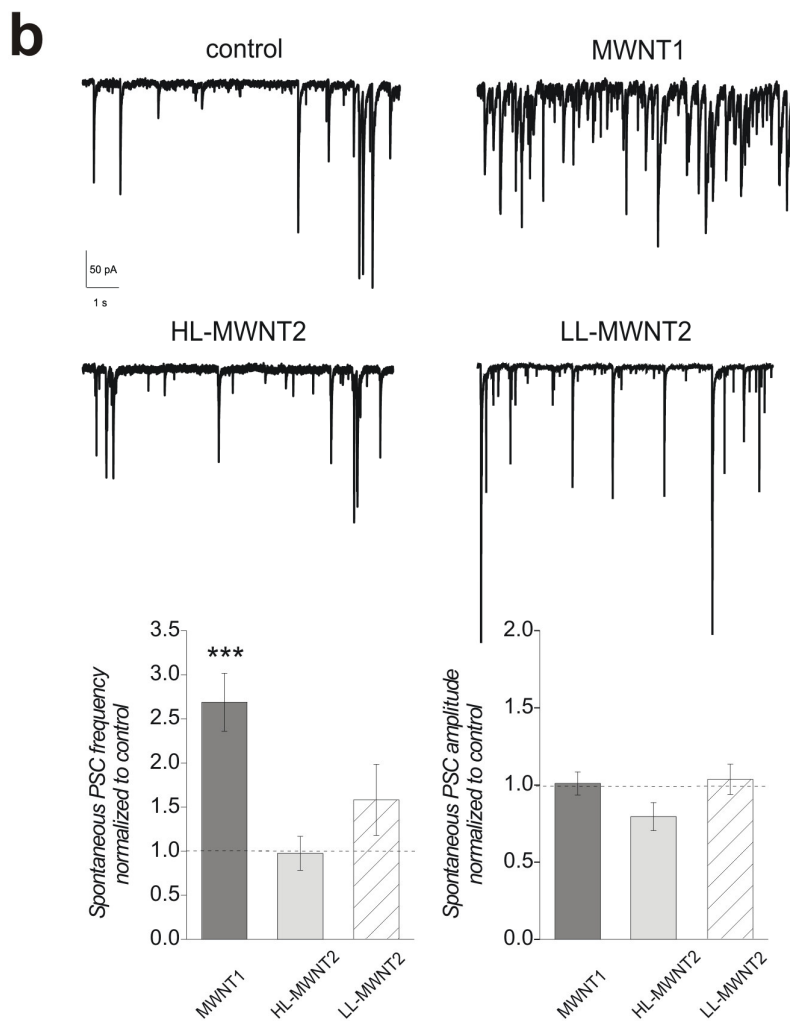 b
control
MWNT1
50 pA
1 s
HL-MWNT2
LL-MWNT2
Spontaneous PSC frequency
normalized to control
3.5
3.0
2.5
2.0
1.5
1.0
0.5
0.0
***
MWNT1
HL-MWNT2
LL-MWNT2
Spontaneous PSC amplitude
normalized to control
2.0
1.5
1.0
0.5
0.0
MWNT1
HL-MWNT2
LL-MWNT2